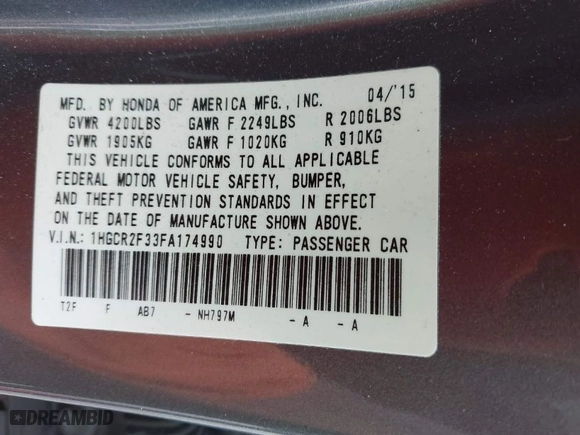 MFD. BY HONDA OF AMERICA MFG., INC. 04/'15
GVWR 4200LBS GAWR F 2249LBS R 2006LBS
GVWR 1905KG GAWR F 1020KG R 910KG
THIS VEHICLE CONFORMS TO ALL APPLICABLE
FEDERAL MOTOR VEHICLE SAFETY, BUMPER,
AND THEFT PREVENTION STANDARDS IN EFFECT
ON THE DATE OF MANUFACTURE SHOWN ABOVE.
V.I.N.: 1HGCR2F33FA174990 TYPE: PASSENGER CAR
T2F F AB7 - NH797M - A - A
DREAMBID